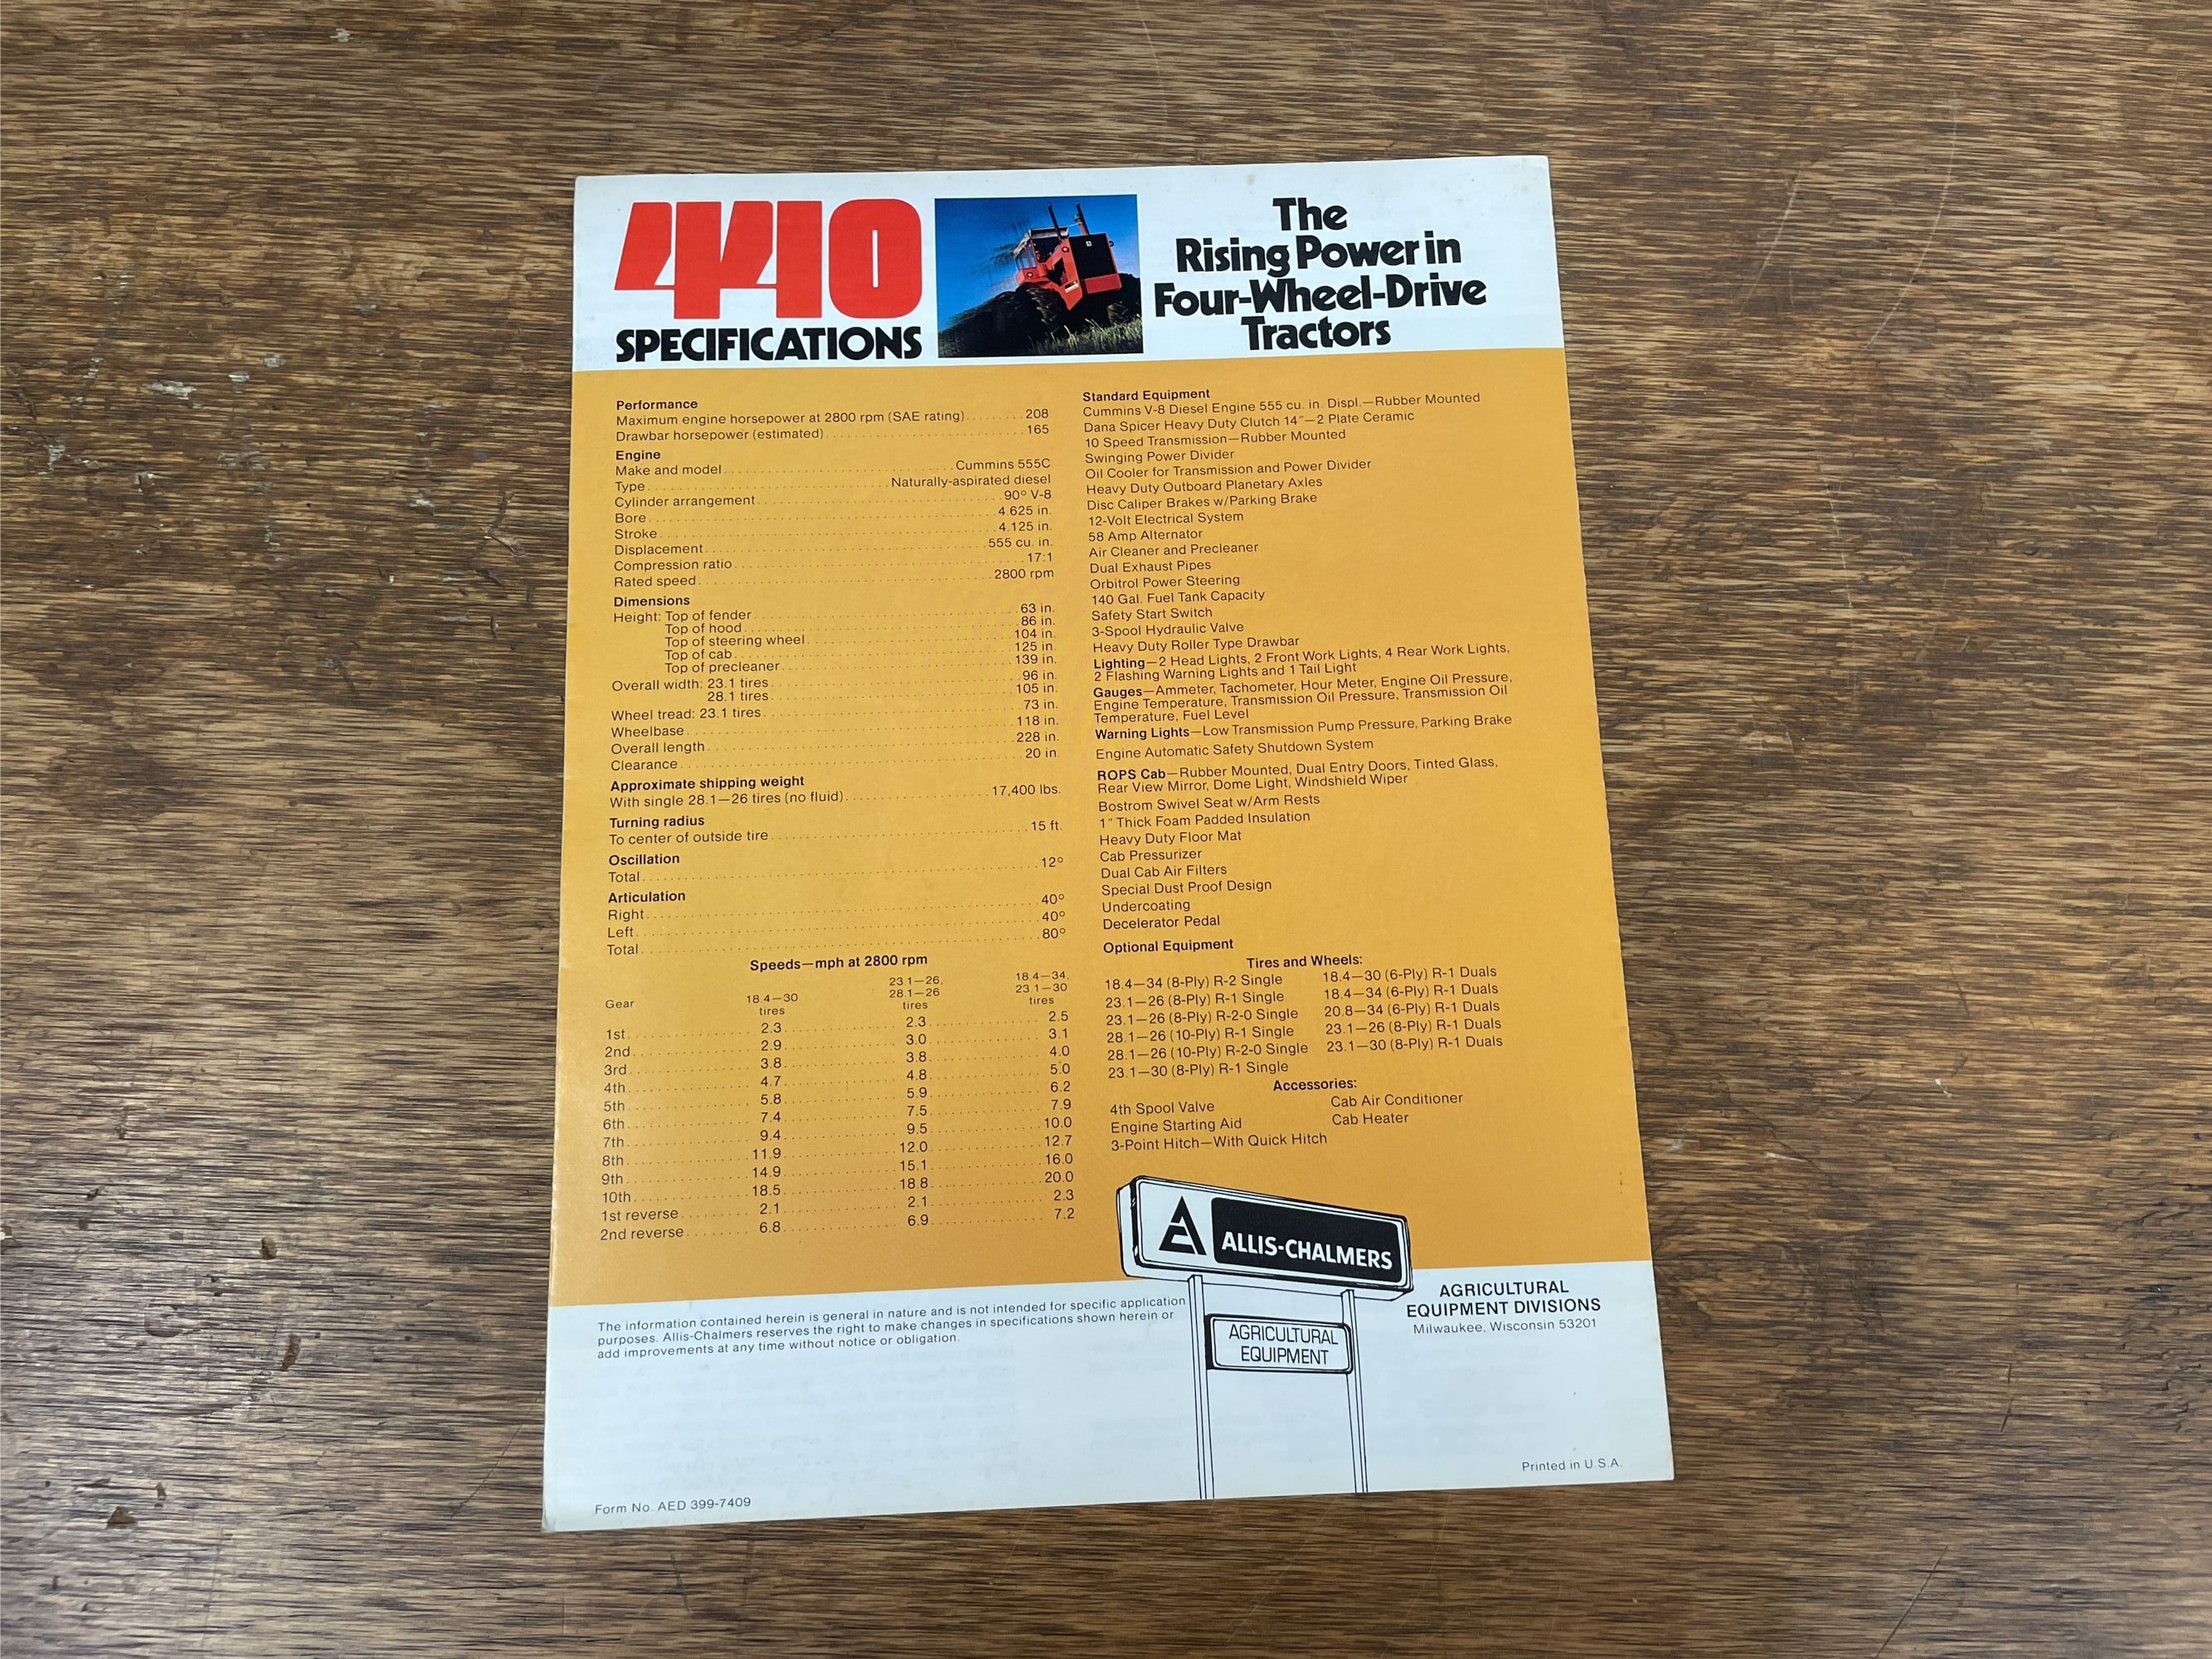 440
SPECIFICATIONS
The
Rising Power in
Four-Wheel-Drive
Tractors
Performance
Maximum engine horsepower at 2800 rpm (SAE rating) 208
Drawbar horsepower (estimated) 165
Engine
Make and model Cummins 555C
Type Naturally-aspirated diesel
Cylinder arrangement 90° V-8
Bore 4.625 in.
Stroke 4.125 in.
Displacement 555 cu. in.
Compression ratio 17:1
Rated speed 2800 rpm
Dimensions
Height: Top of fender 63 in.
Top of hood 86 in.
Top of steering wheel 104 in.
Top of cab 125 in.
Top of precleaner 139 in.
Overall width: 23.1 tires 96 in.
28.1 tires 105 in.
Wheel tread: 23.1 tires 73 in.
Wheelbase 118 in.
Overall length 228 in.
Clearance 20 in.
Approximate shipping weight
With single 28.1—26 tires (no fluid) 17,400 lbs.
Turning radius
To center of outside tire 15 ft.
Oscillation
Total 12°
Articulation
Right 40°
Left 40°
Total 80°
Speeds—mph at 2800 rpm
Gear 18.4—30 tires 23.1—26, 28.1—26 tires 18.4—34, 23.1—30 tires
1st 2.3 2.3 2.5
2nd 2.9 3.0 3.1
3rd 3.8 3.8 4.0
4th 4.7 4.8 5.0
5th 5.8 5.9 6.2
6th 7.4 7.5 7.9
7th 9.4 9.5 10.0
8th 11.9 12.0 12.7
9th 14.9 15.1 16.0
10th 18.5 18.8 20.0
1st reverse 2.1 2.1 2.3
2nd reverse 6.8 6.9 7.2
Standard Equipment
Cummins V-8 Diesel Engine 555 cu. in. Displ.—Rubber Mounted
Dana Spicer Heavy Duty Clutch 14"—2 Plate Ceramic
10 Speed Transmission—Rubber Mounted
Swinging Power Divider
Oil Cooler for Transmission and Power Divider
Heavy Duty Outboard Planetary Axles
Disc Caliper Brakes w/Parking Brake
12-Volt Electrical System
58 Amp Alternator
Air Cleaner and Precleaner
Dual Exhaust Pipes
Orbitrol Power Steering
140 Gal. Fuel Tank Capacity
Safety Start Switch
3-Spool Hydraulic Valve
Heavy Duty Roller Type Drawbar
Lighting—2 Head Lights, 2 Front Work Lights, 4 Rear Work Lights,
2 Flashing Warning Lights and 1 Tail Light
Gauges—Ammeter, Tachometer, Hour Meter, Engine Oil Pressure,
Engine Temperature, Transmission Oil Pressure, Transmission Oil
Temperature, Fuel Level
Warning Lights—Low Transmission Pump Pressure, Parking Brake
Engine Automatic Safety Shutdown System
ROPS Cab—Rubber Mounted, Dual Entry Doors, Tinted Glass,
Rear View Mirror, Dome Light, Windshield Wiper
Bostrom Swivel Seat w/Arm Rests
1" Thick Foam Padded Insulation
Heavy Duty Floor Mat
Cab Pressurizer
Dual Cab Air Filters
Special Dust Proof Design
Undercoating
Decelerator Pedal
Optional Equipment
Tires and Wheels:
18.4—34 (8-Ply) R-2 Single 18.4—30 (6-Ply) R-1 Duals
23.1—26 (8-Ply) R-1 Single 18.4—34 (6-Ply) R-1 Duals
23.1—26 (8-Ply) R-2-0 Single 20.8—34 (6-Ply) R-1 Duals
28.1—26 (10-Ply) R-1 Single 23.1—26 (8-Ply) R-1 Duals
28.1—26 (10-Ply) R-2-0 Single 23.1—30 (8-Ply) R-1 Duals
23.1—30 (8-Ply) R-1 Single
Accessories:
4th Spool Valve Cab Air Conditioner
Engine Starting Aid Cab Heater
3-Point Hitch—With Quick Hitch
ALLIS-CHALMERS
AGRICULTURAL
EQUIPMENT
AGRICULTURAL
EQUIPMENT DIVISIONS
Milwaukee, Wisconsin 53201
The information contained herein is general in nature and is not intended for specific application
purposes. Allis-Chalmers reserves the right to make changes in specifications shown herein or
add improvements at any time without notice or obligation.
Form No. AED 399-7409
Printed in U.S.A.